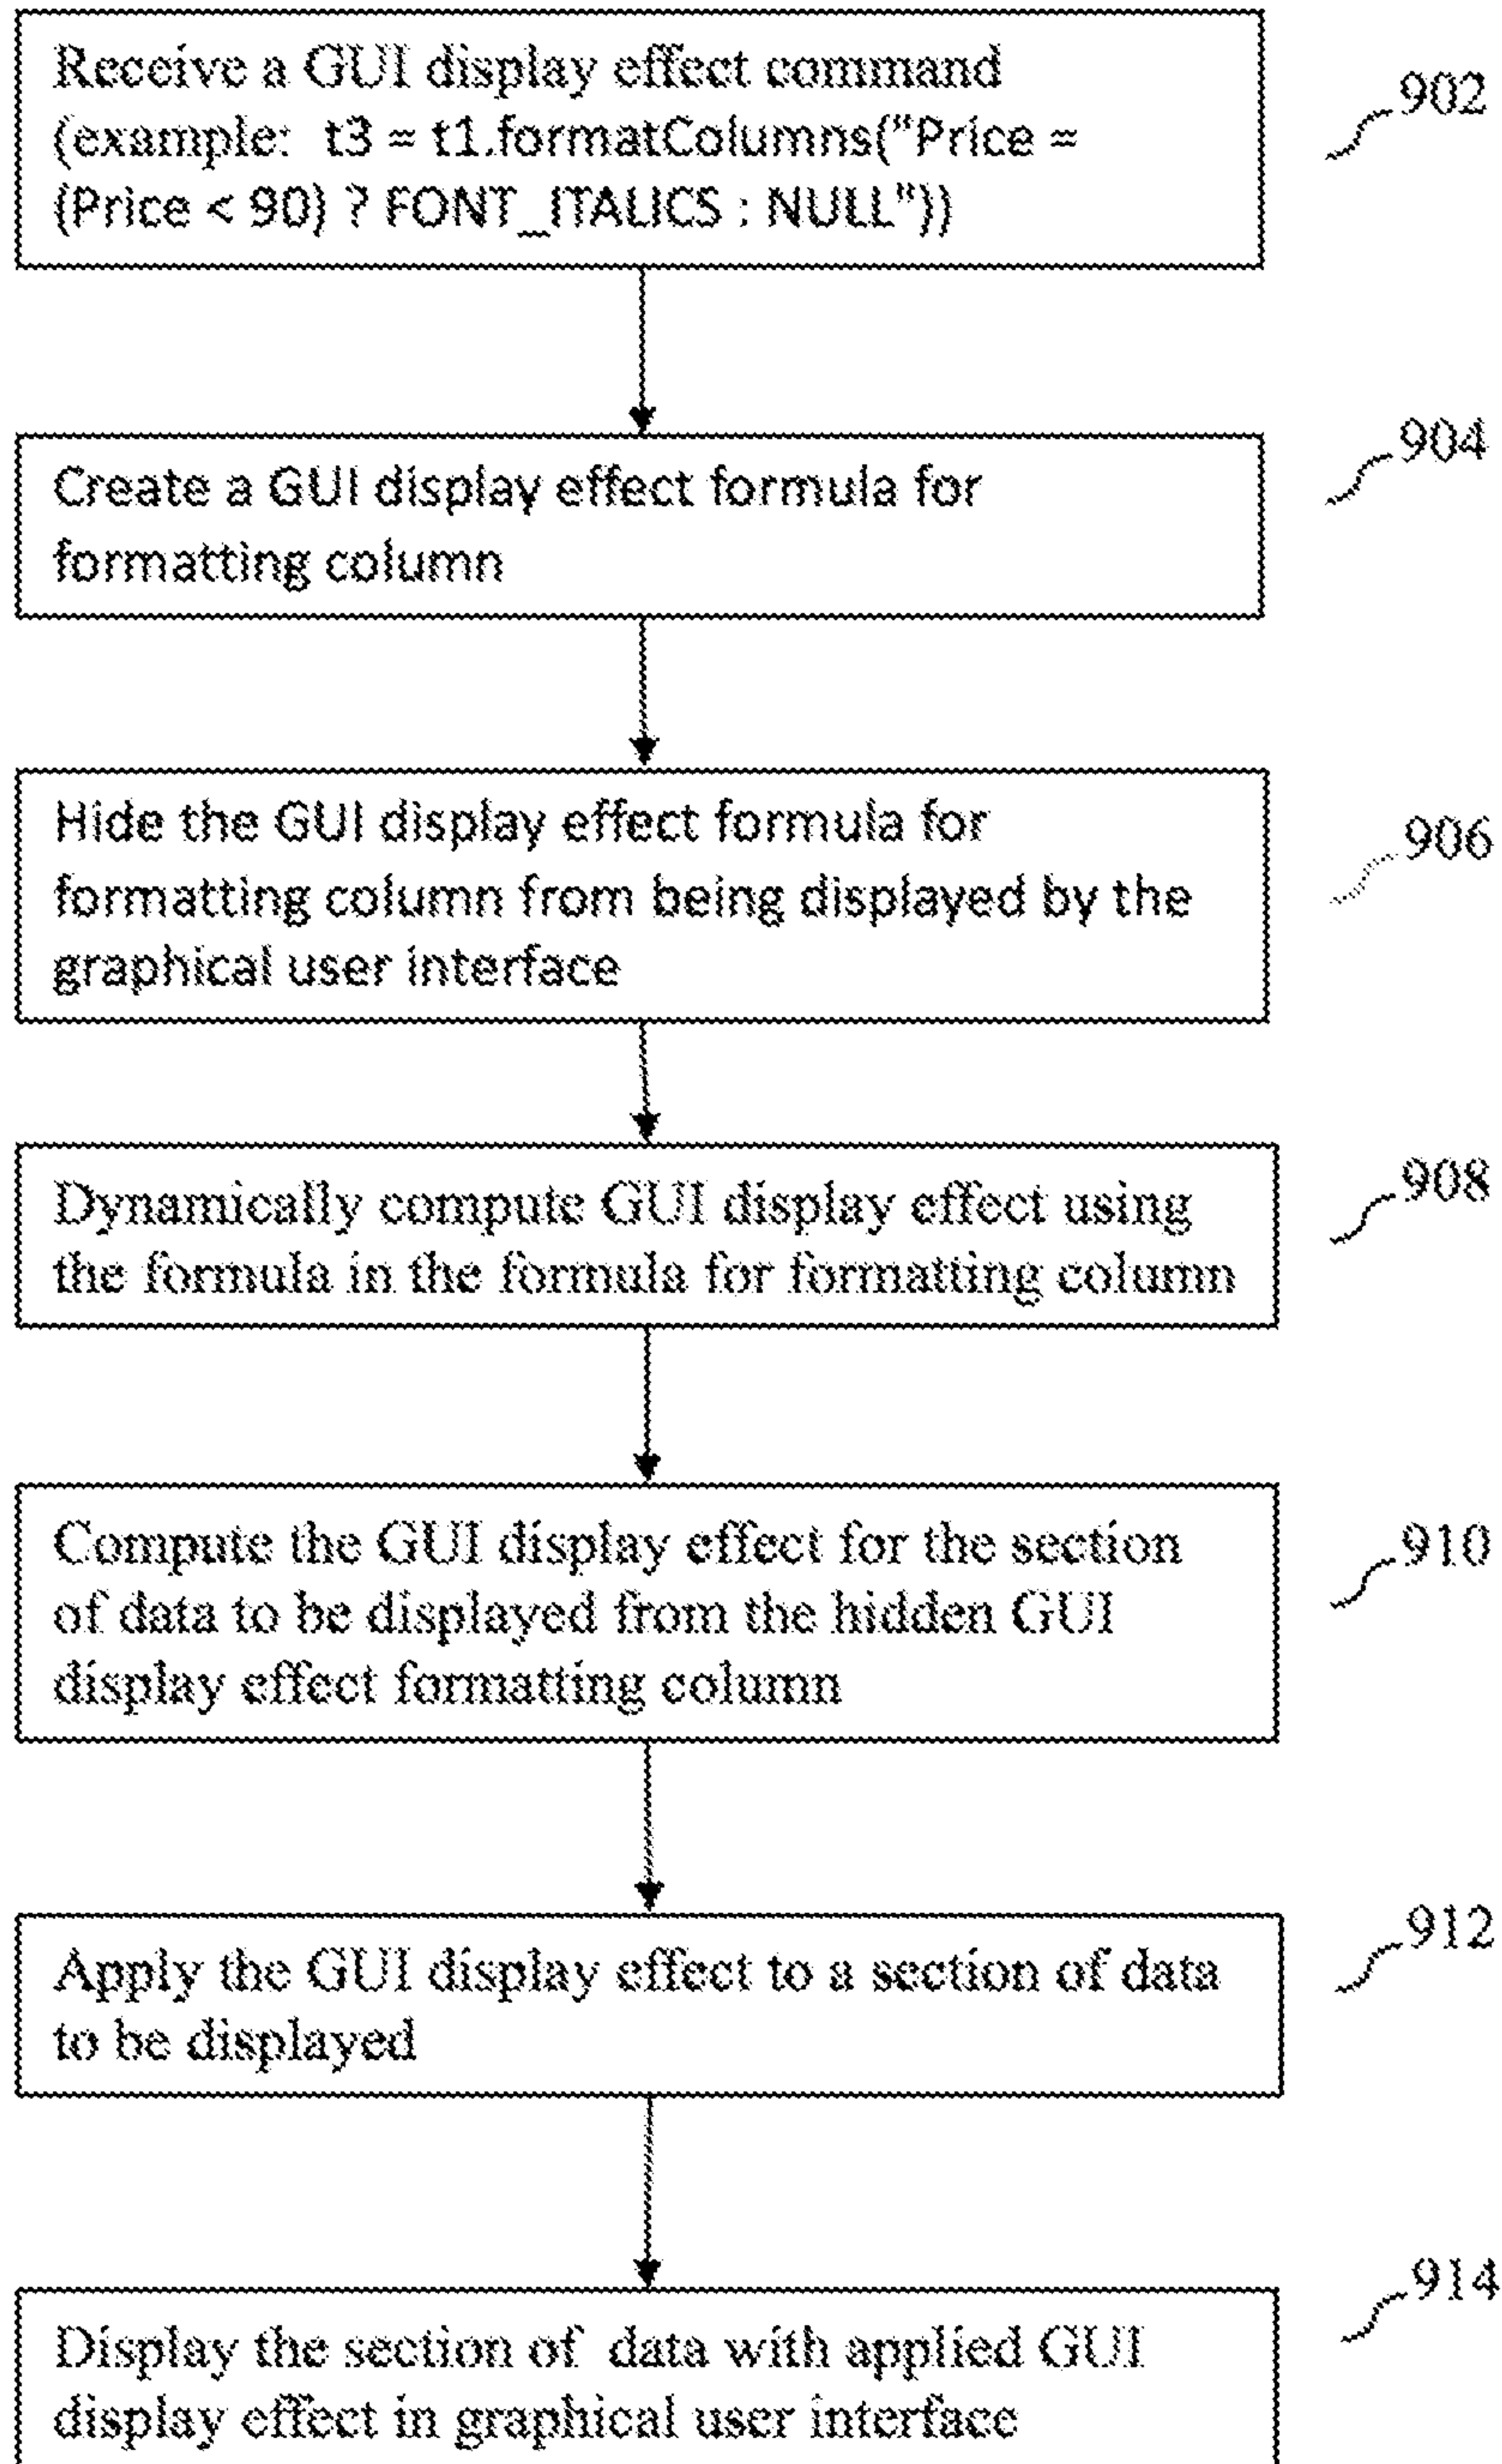 Receive a GUI display effect command
(example: t3 = t1.formatColumns("Price =
(Price < 90) ? FONT_ITALICS : NULL"))
902
Create a GUI display effect formula for
formatting column
904
Hide the GUI display effect formula for
formatting column from being displayed by the
graphical user interface
906
Dynamically compute GUI display effect using
the formula in the formula for formatting column
908
Compute the GUI display effect for the section
of data to be displayed from the hidden GUI
display effect formatting column
910
Apply the GUI display effect to a section of data
to be displayed
912
Display the section of data with applied GUI
display effect in graphical user interface
914